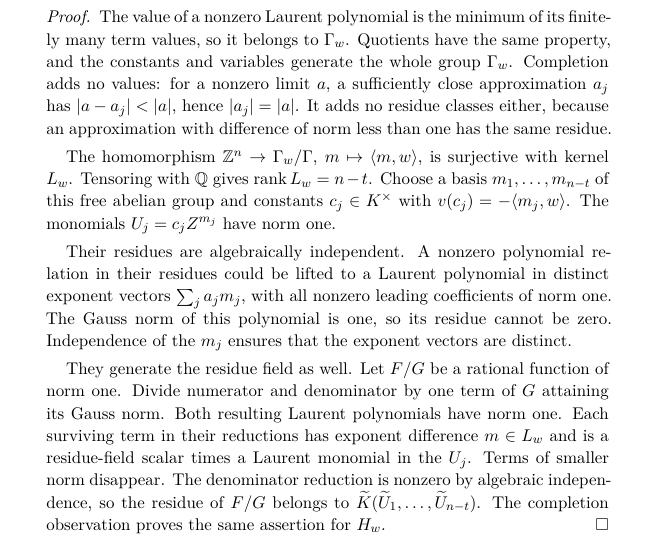 Proof. The value of a nonzero Laurent polynomial is the minimum of its finite-
ly many term values, so it belongs to Γ_w. Quotients have the same property,
and the constants and variables generate the whole group Γ_w. Completion
adds no values: for a nonzero limit a, a sufficiently close approximation a_j
has |a − a_j| < |a|, hence |a_j| = |a|. It adds no residue classes either, because
an approximation with difference of norm less than one has the same residue.
The homomorphism ℤⁿ → Γ_w/Γ, m ↦ ⟨m, w⟩, is surjective with kernel
L_w. Tensoring with ℚ gives rank L_w = n − t. Choose a basis m_1, . . . , m_{n−t} of
this free abelian group and constants c_j ∈ K^× with v(c_j) = −⟨m_j, w⟩. The
monomials U_j = c_j Z^{m_j} have norm one.
Their residues are algebraically independent. A nonzero polynomial re-
lation in their residues could be lifted to a Laurent polynomial in distinct
exponent vectors ∑_j a_j m_j, with all nonzero leading coefficients of norm one.
The Gauss norm of this polynomial is one, so its residue cannot be zero.
Independence of the m_j ensures that the exponent vectors are distinct.
They generate the residue field as well. Let F/G be a rational function of
norm one. Divide numerator and denominator by one term of G attaining
its Gauss norm. Both resulting Laurent polynomials have norm one. Each
surviving term in their reductions has exponent difference m ∈ L_w and is a
residue-field scalar times a Laurent monomial in the U_j. Terms of smaller
norm disappear. The denominator reduction is nonzero by algebraic indepen-
dence, so the residue of F/G belongs to K̃(Ũ_1, . . . , Ũ_{n−t}). The completion
observation proves the same assertion for H_w. □